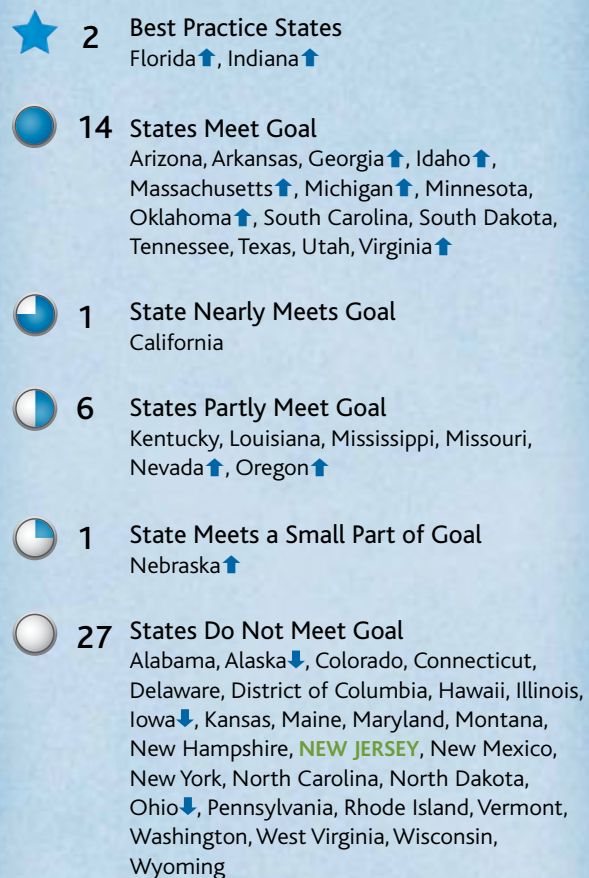 2 Best Practice States
Florida⬆, Indiana⬆
14 States Meet Goal
Arizona, Arkansas, Georgia⬆, Idaho⬆,
Massachusetts⬆, Michigan⬆, Minnesota,
Oklahoma⬆, South Carolina, South Dakota,
Tennessee, Texas, Utah, Virginia⬆
1 State Nearly Meets Goal
California
6 States Partly Meet Goal
Kentucky, Louisiana, Mississippi, Missouri,
Nevada⬆, Oregon⬆
1 State Meets a Small Part of Goal
Nebraska⬆
27 States Do Not Meet Goal
Alabama, Alaska⬇, Colorado, Connecticut,
Delaware, District of Columbia, Hawaii, Illinois,
Iowa⬇, Kansas, Maine, Maryland, Montana,
New Hampshire, NEW JERSEY, New Mexico,
New York, North Carolina, North Dakota,
Ohio⬇, Pennsylvania, Rhode Island, Vermont,
Washington, West Virginia, Wisconsin,
Wyoming